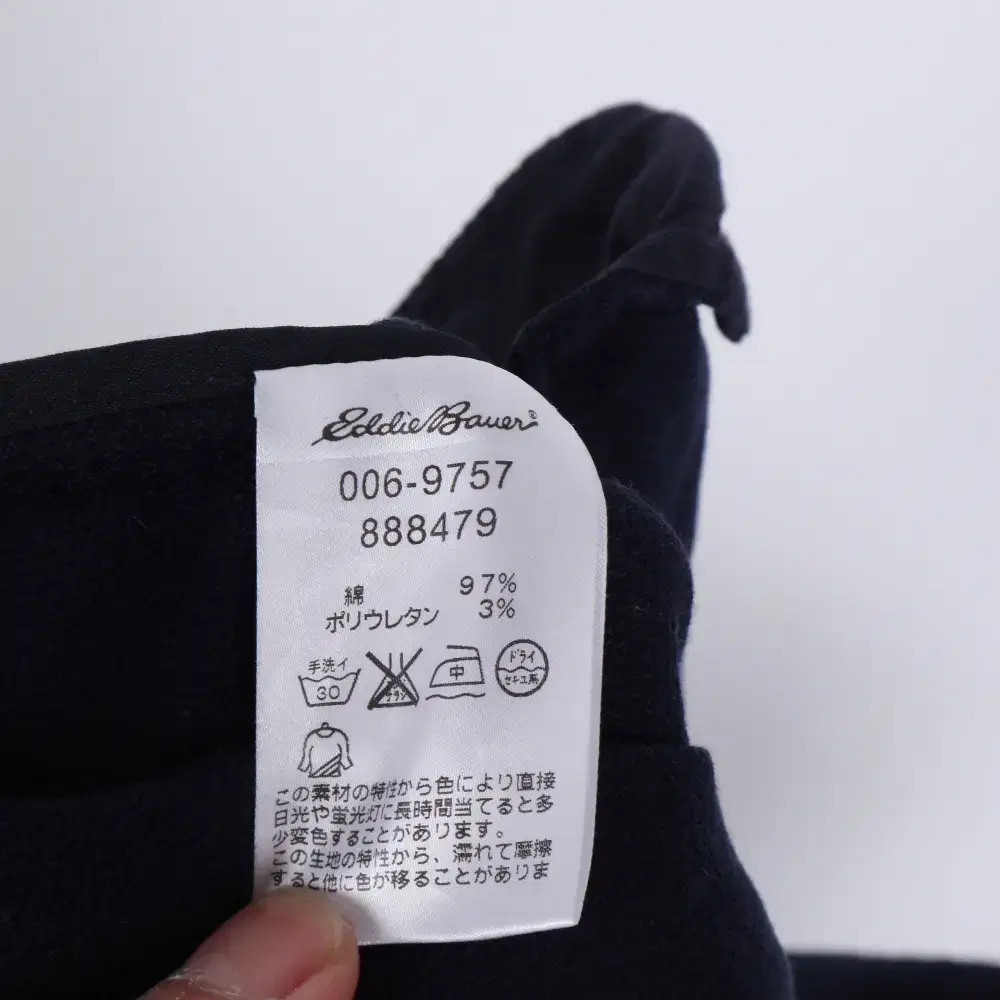 Eddie Bauer®
006-9757
888479
綿 97%
ポリウレタン 3%
手洗イ 30
中
ドライ
セキユ系
この素材の特性から色により直接
日光や蛍光灯に長時間当てると多
少変色することがあります。
この生地の特性から、濡れて摩擦
すると他に色が移ることがありま